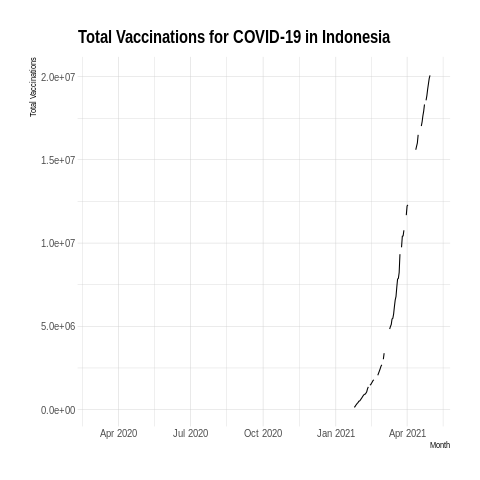 Total Vaccinations for COVID-19 in Indonesia
Total Vaccinations
2.0e+07
1.5e+07
1.0e+07
5.0e+06
0.0e+00
Apr 2020 Jul 2020 Oct 2020 Jan 2021 Apr 2021
Month